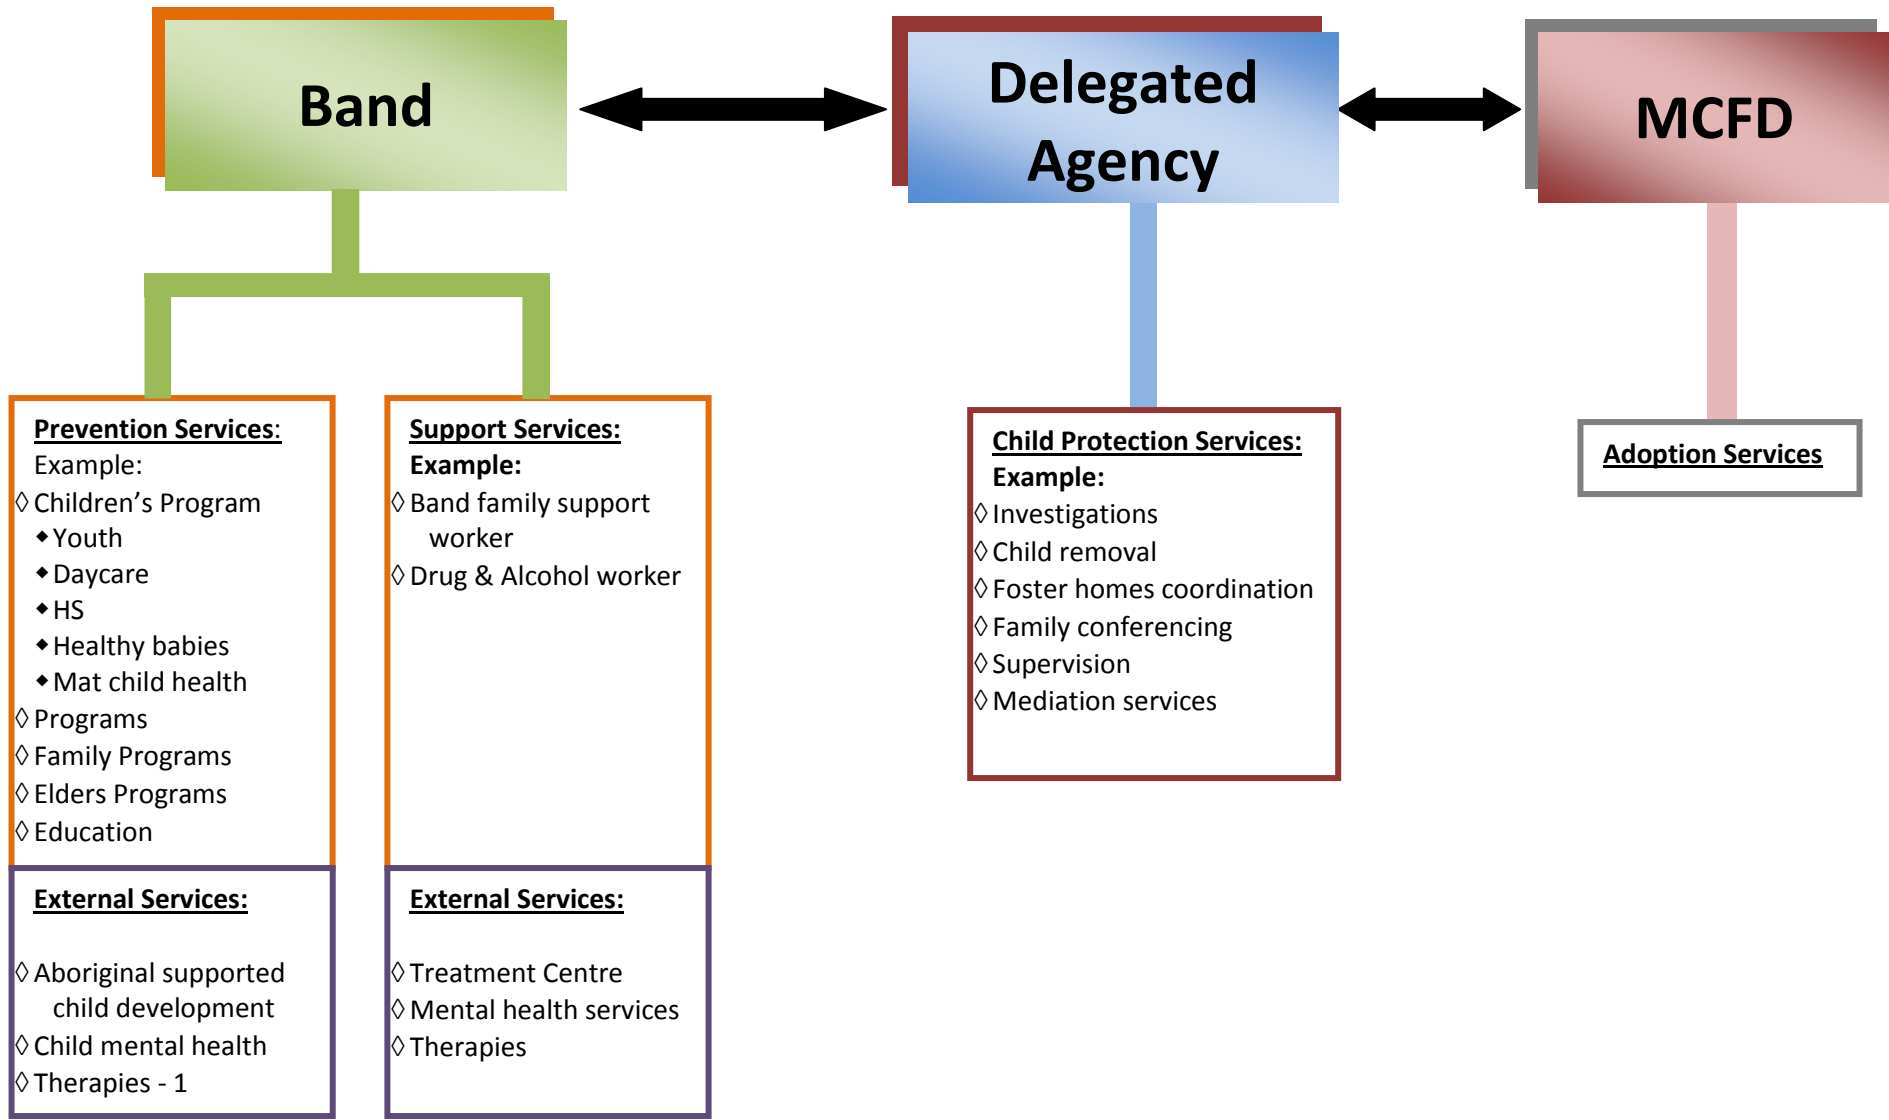 Band
Delegated
Agency
MCFD
Prevention Services:
Example:
◊ Children’s Program
◆ Youth
◆ Daycare
◆ HS
◆ Healthy babies
◆ Mat child health
◊ Programs
◊ Family Programs
◊ Elders Programs
◊ Education
External Services:
◊ Aboriginal supported
child development
◊ Child mental health
◊ Therapies - 1
Support Services:
Example:
◊ Band family support
worker
◊ Drug & Alcohol worker
External Services:
◊ Treatment Centre
◊ Mental health services
◊ Therapies
Child Protection Services:
Example:
◊ Investigations
◊ Child removal
◊ Foster homes coordination
◊ Family conferencing
◊ Supervision
◊ Mediation services
Adoption Services